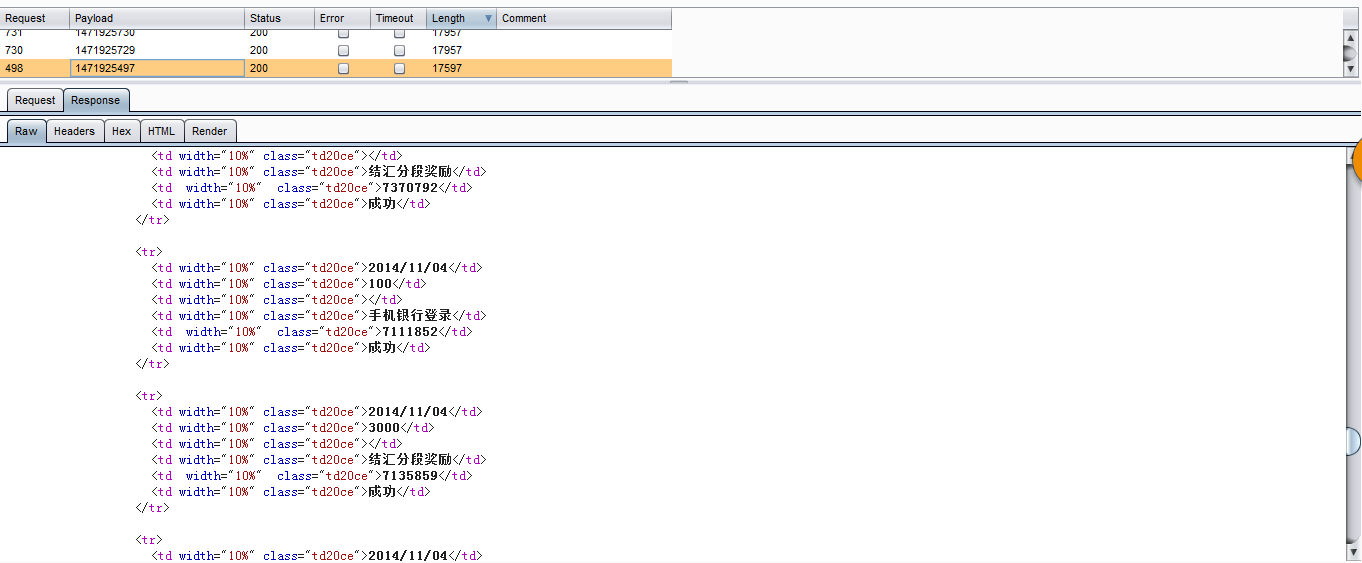 Request Payload Status Error Timeout Length Comment
731 1471925730 200 17957
730 1471925729 200 17957
498 1471925497 200 17597
Request Response
Raw Headers Hex HTML Render
<td width="10%" class="td20ce"></td>
<td width="10%" class="td20ce">结汇分段奖励</td>
<td  width="10%"  class="td20ce">7370792</td>
<td width="10%" class="td20ce">成功</td>
</tr>
<tr>
<td width="10%" class="td20ce">2014/11/04</td>
<td width="10%" class="td20ce">100</td>
<td width="10%" class="td20ce"></td>
<td width="10%" class="td20ce">手机银行登录</td>
<td  width="10%"  class="td20ce">7111852</td>
<td width="10%" class="td20ce">成功</td>
</tr>
<tr>
<td width="10%" class="td20ce">2014/11/04</td>
<td width="10%" class="td20ce">3000</td>
<td width="10%" class="td20ce"></td>
<td width="10%" class="td20ce">结汇分段奖励</td>
<td  width="10%"  class="td20ce">7135859</td>
<td width="10%" class="td20ce">成功</td>
</tr>
<tr>
<td width="10%" class="td20ce">2014/11/04</td>